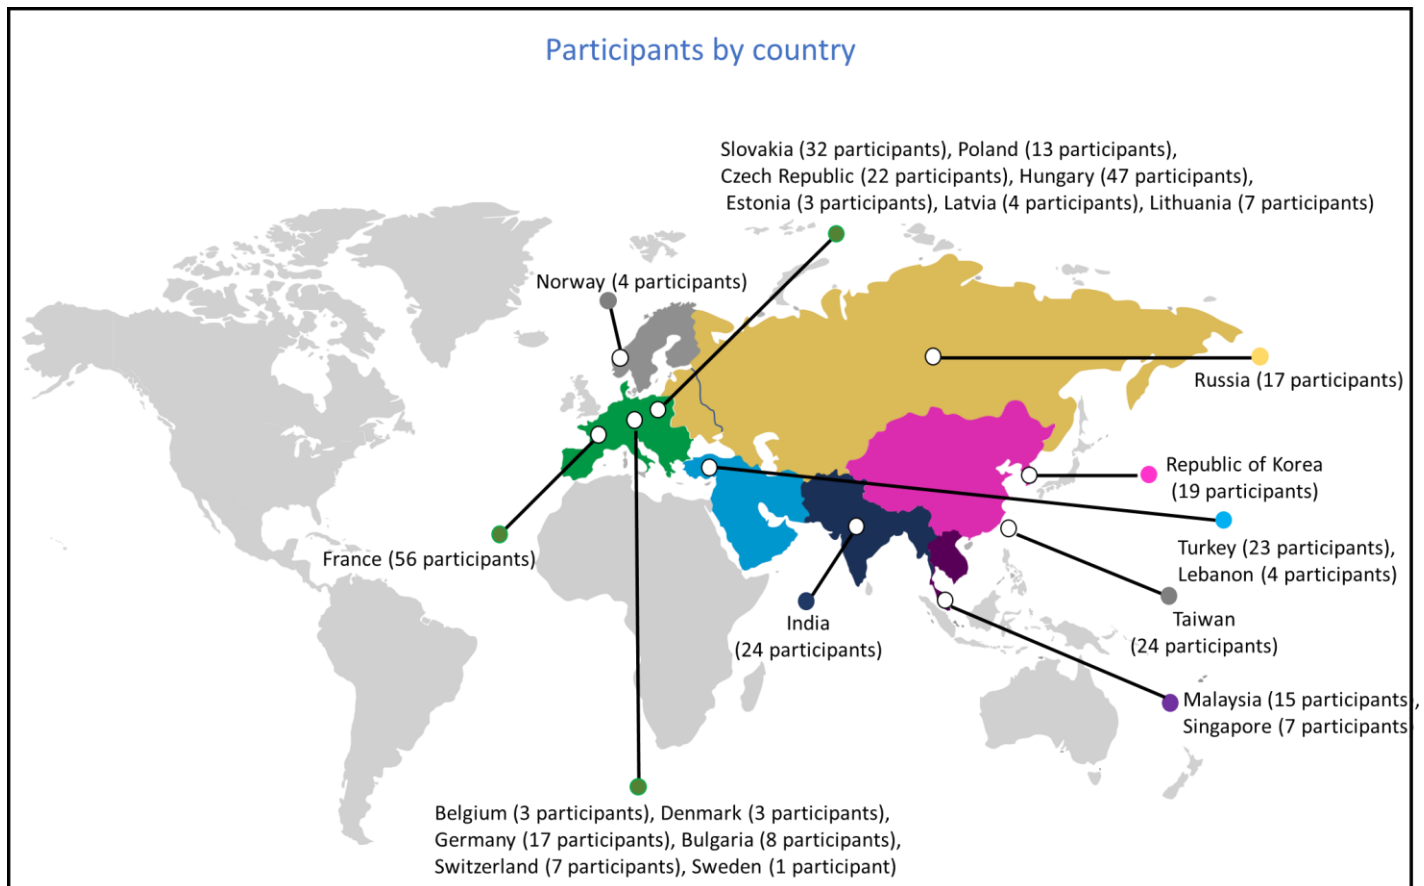 Participants by country
Slovakia (32 participants), Poland (13 participants),
Czech Republic (22 participants), Hungary (47 participants),
Estonia (3 participants), Latvia (4 participants), Lithuania (7 participants)
Norway (4 participants)
Russia (17 participants)
Republic of Korea
(19 participants)
Turkey (23 participants),
Lebanon (4 participants)
France (56 participants)
India
(24 participants)
Taiwan
(24 participants)
Malaysia (15 participants),
Singapore (7 participants)
Belgium (3 participants), Denmark (3 participants),
Germany (17 participants), Bulgaria (8 participants),
Switzerland (7 participants), Sweden (1 participant)